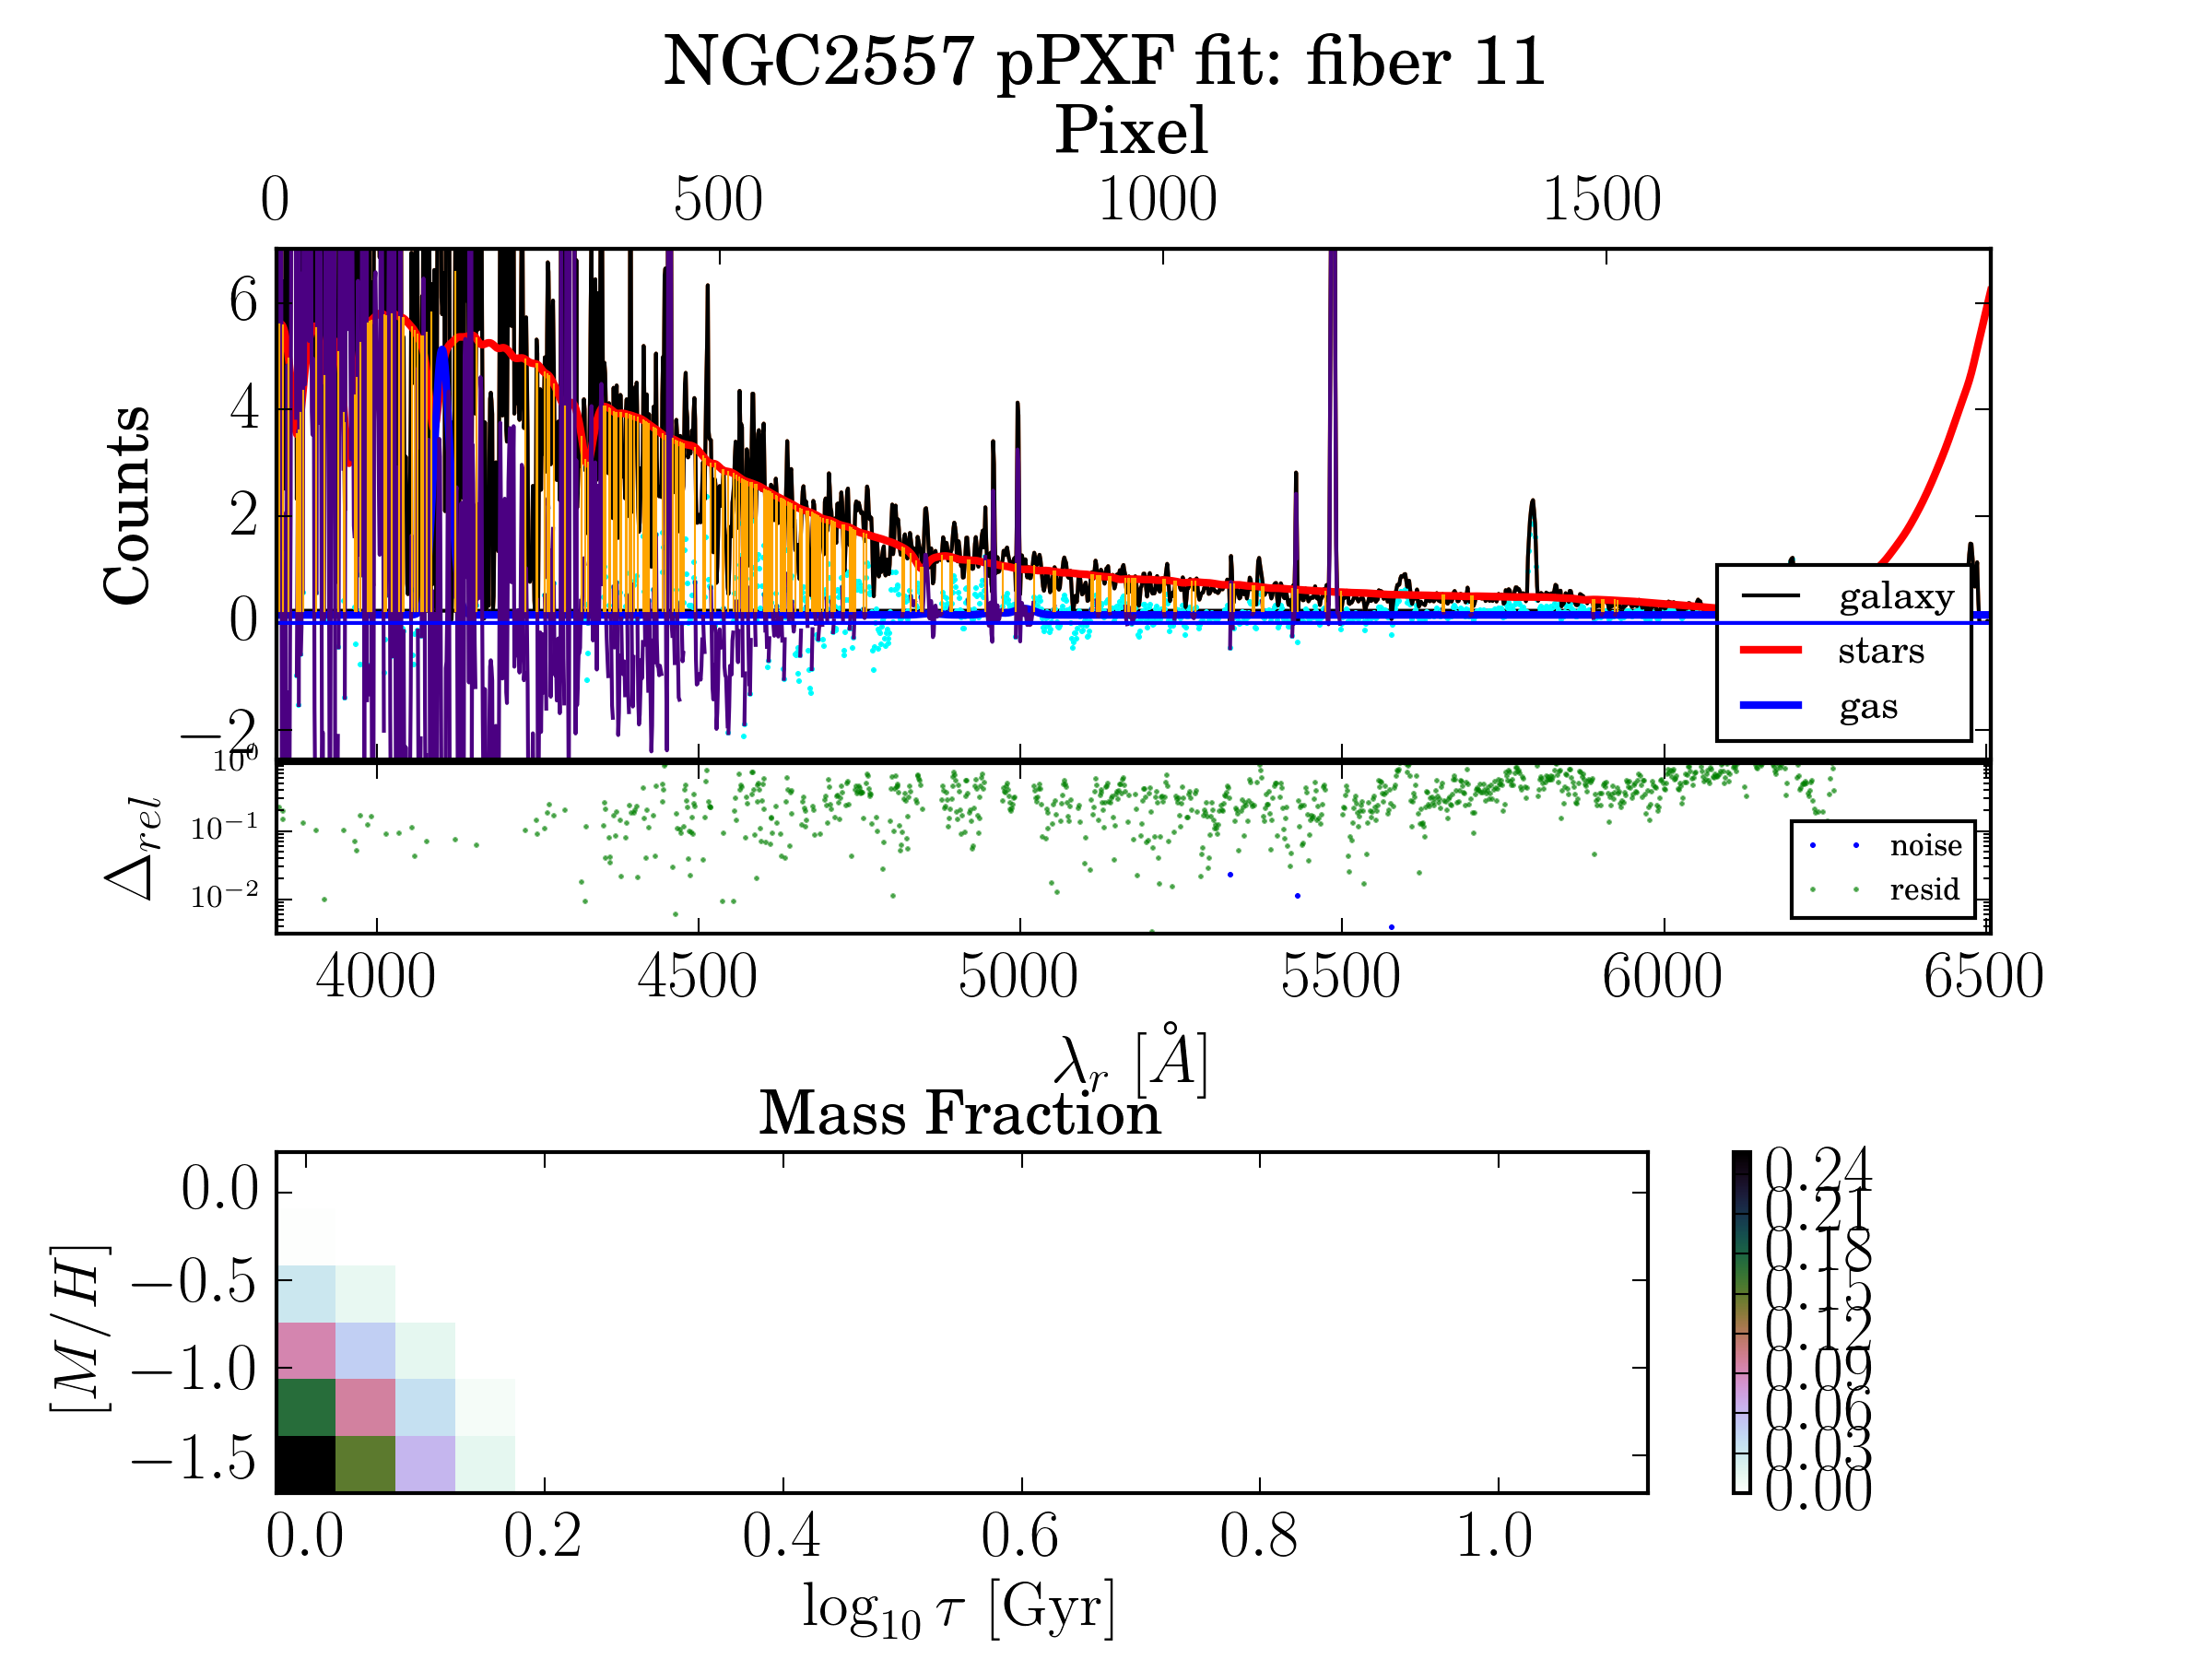 NGC2557 pPXF fit: fiber 11
Pixel
0 500 1000 1500
6
4
2
0
−2
Counts
galaxy
stars
gas
10⁰
10⁻¹
10⁻²
Δrel
noise
resid
4000 4500 5000 5500 6000 6500
λr [Å]
Mass Fraction
0.0
−0.5
−1.0
−1.5
[M/H]
0.0 0.2 0.4 0.6 0.8 1.0
log₁₀ τ [Gyr]
0.24
0.21
0.18
0.15
0.12
0.09
0.06
0.03
0.00